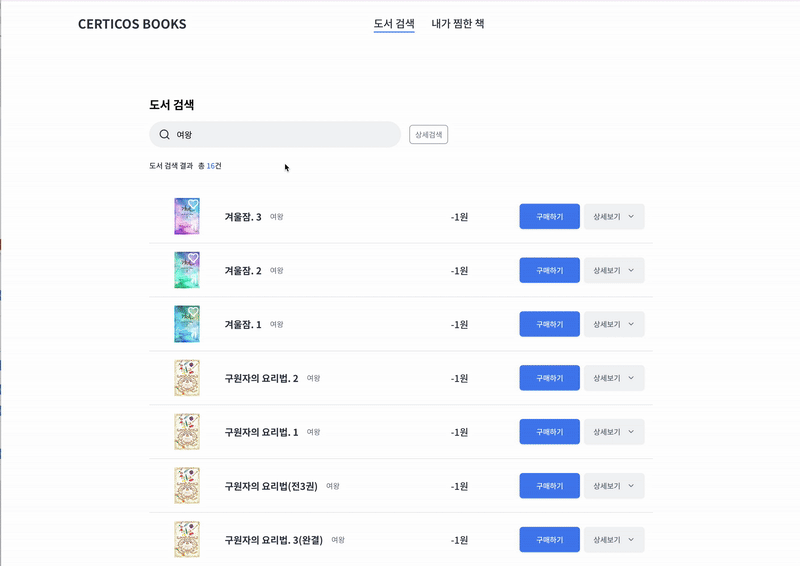 CERTICOS BOOKS 도서 검색 내가 찜한 책
도서 검색
여왕 상세검색
도서 검색 결과 총 16건
겨울잠. 3 여왕 -1원 구매하기 상세보기
겨울잠. 2 여왕 -1원 구매하기 상세보기
겨울잠. 1 여왕 -1원 구매하기 상세보기
구원자의 요리법. 2 여왕 -1원 구매하기 상세보기
구원자의 요리법. 1 여왕 -1원 구매하기 상세보기
구원자의 요리법(전3권) 여왕 -1원 구매하기 상세보기
구원자의 요리법. 3(완결) 여왕 -1원 구매하기 상세보기